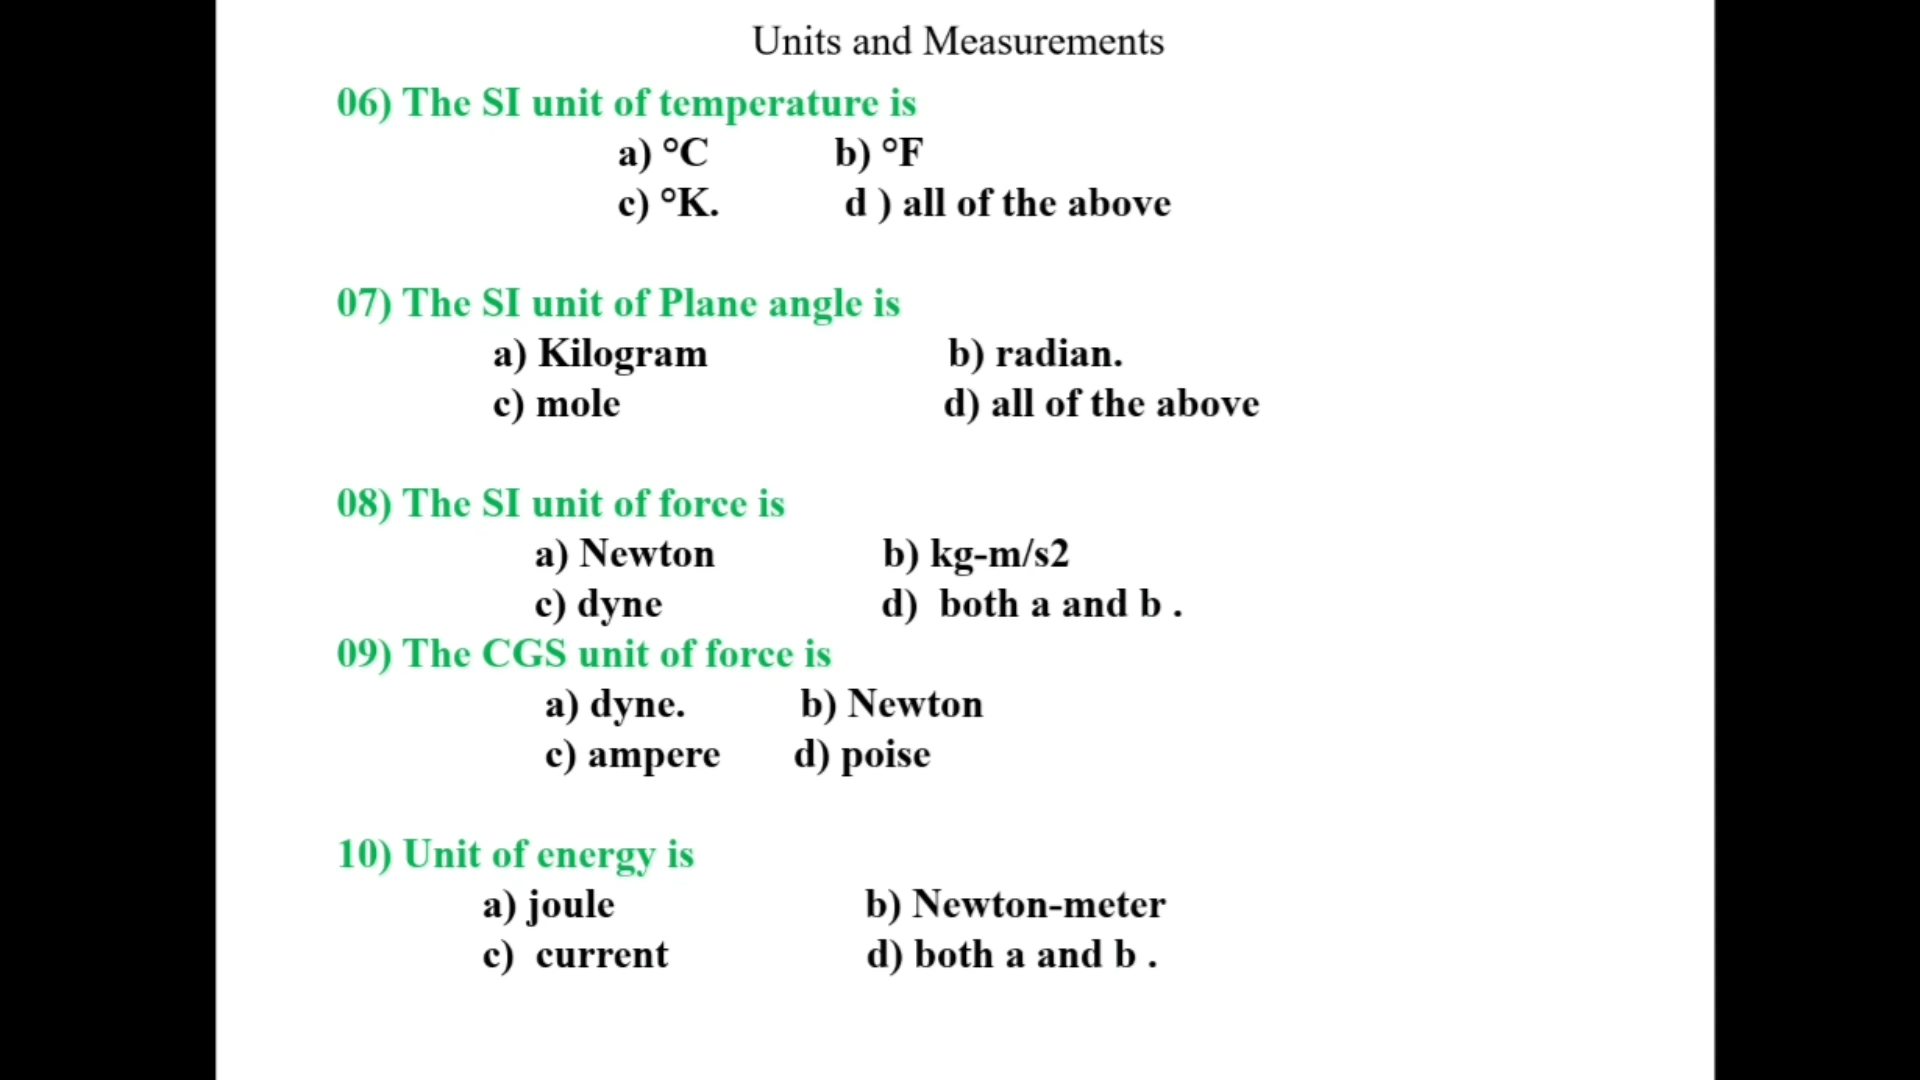 Units and Measurements
06) The SI unit of temperature is
a) °C b) °F
c) °K. d ) all of the above
07) The SI unit of Plane angle is
a) Kilogram b) radian.
c) mole d) all of the above
08) The SI unit of force is
a) Newton b) kg-m/s2
c) dyne d) both a and b .
09) The CGS unit of force is
a) dyne. b) Newton
c) ampere d) poise
10) Unit of energy is
a) joule b) Newton-meter
c) current d) both a and b .